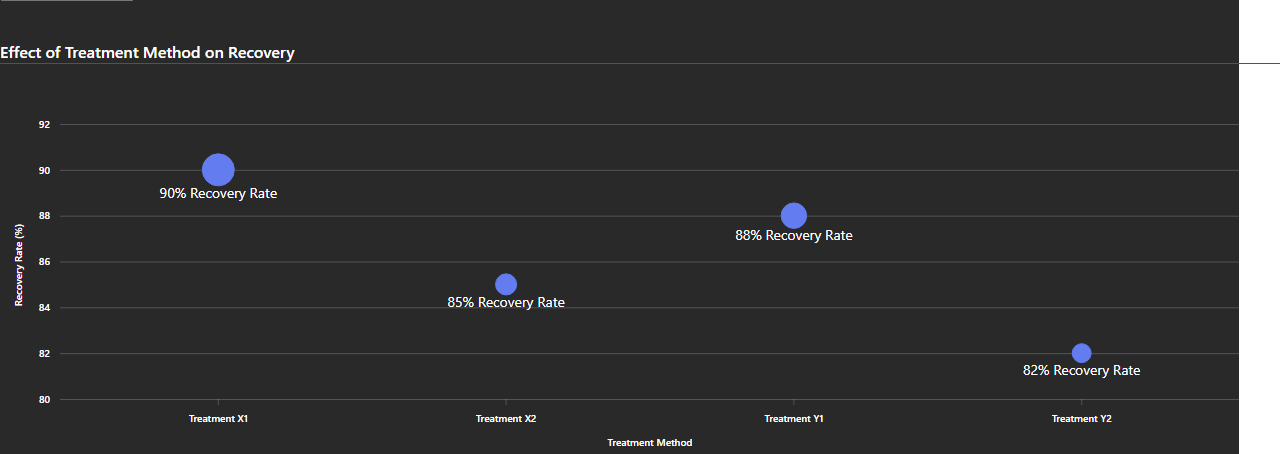 Effect of Treatment Method on Recovery
92
90
90% Recovery Rate
88
88% Recovery Rate
Recovery Rate (%)
86
85% Recovery Rate
84
82
82% Recovery Rate
80
Treatment X1 Treatment X2 Treatment Y1 Treatment Y2
Treatment Method